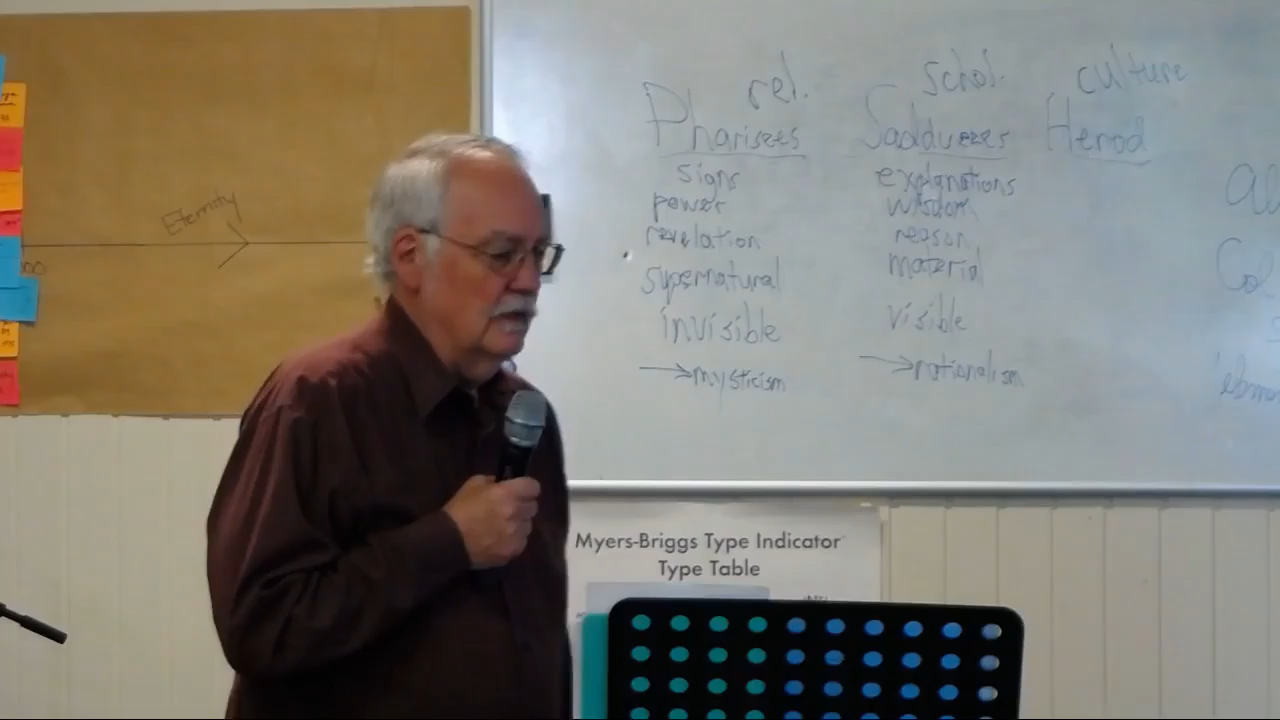 Eternity
rel. schol. culture
Pharisees Sadducees Herod
signs explanations
power wisdom
revelation reason
supernatural material
invisible visible
→mysticism →rationalism
Myers-Briggs Type Indicator
Type Table